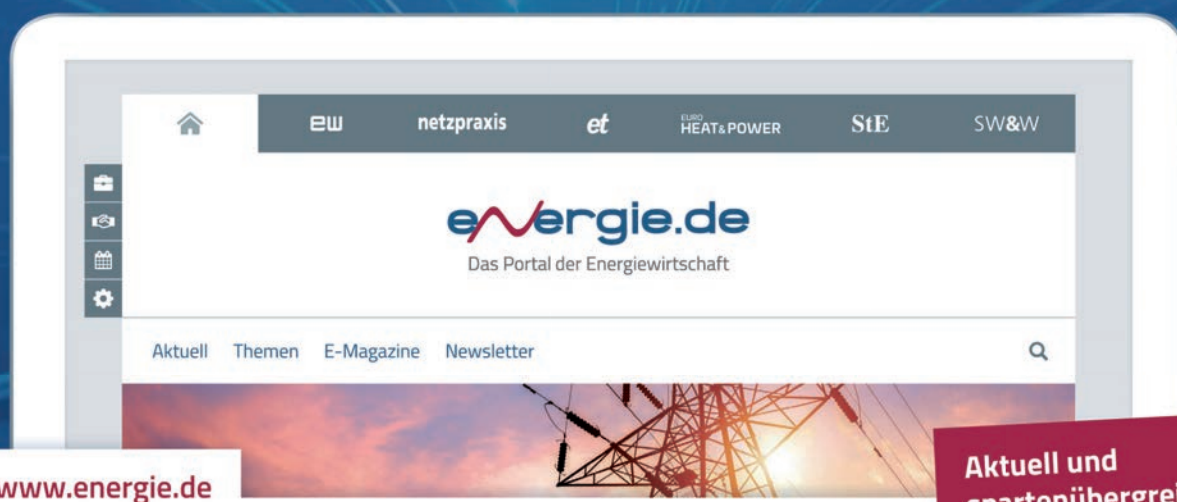 ew netzpraxis et EURO HEAT&POWER StE SW&W
energie.de
Das Portal der Energiewirtschaft
Aktuell Themen E-Magazine Newsletter
www.energie.de
Aktuell und